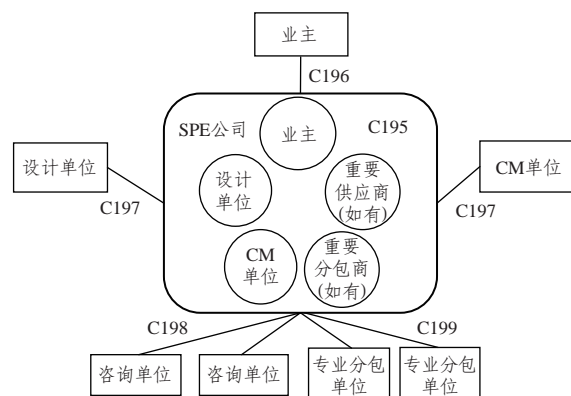 业主
C196
SPE公司
业主
C195
设计单位
CM单位
设计
单位
重要
供应商
(如有)
C197
C197
CM
单位
重要
分包商
(如有)
C198
C199
咨询单位
咨询单位
专业分包
单位
专业分包
单位